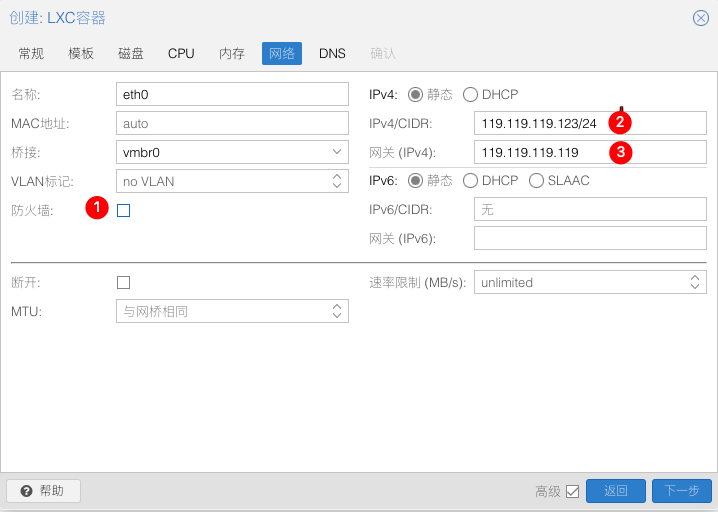 创建: LXC容器
常规 模板 磁盘 CPU 内存 网络 DNS 确认
名称: eth0
MAC地址: auto
桥接: vmbr0
VLAN标记: no VLAN
防火墙: 1
IPv4: 静态 DHCP
IPv4/CIDR: 119.119.119.123/24 2
网关 (IPv4): 119.119.119.119 3
IPv6: 静态 DHCP SLAAC
IPv6/CIDR: 无
网关 (IPv6):
断开:
MTU: 与网桥相同
速率限制 (MB/s): unlimited
帮助 高级 返回 下一步